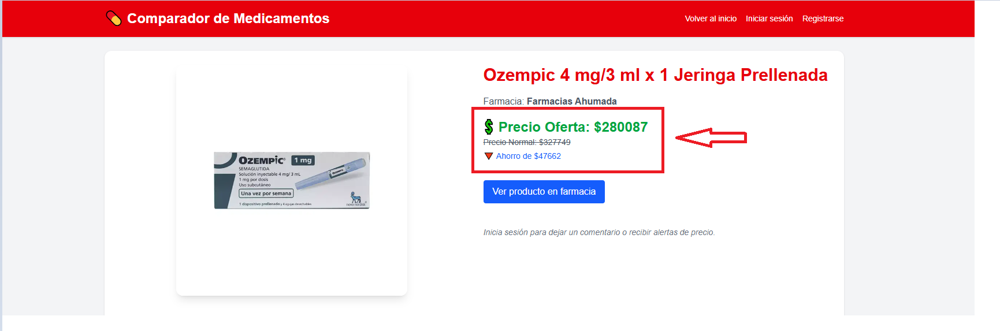 Comparador de Medicamentos
Volver al inicio Iniciar sesión Registrarse
Ozempic 4 mg/3 ml x 1 Jeringa Prellenada
Farmacia: Farmacias Ahumada
Precio Oferta: $280087
Precio Normal: $327749
Ahorro de $47662
Ver producto en farmacia
Inicia sesión para dejar un comentario o recibir alertas de precio.
OZEMPIC® 1 mg
SEMAGLUTIDA
Solución inyectable 4 mg/ 3 mL
1 mg por dosis
Uso subcutáneo
Una vez por semana
1 dispositivo prellenado y 4 agujas desechables
novo nordisk